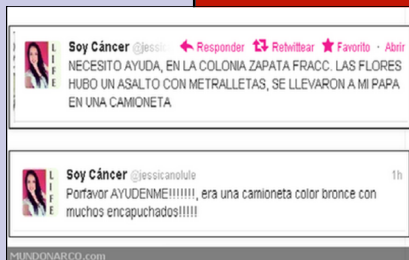 Soy Cáncer @jessic Responder Retwittear Favorito · Abrir
NECESITO AYUDA, EN LA COLONIA ZAPATA FRACC. LAS FLORES
HUBO UN ASALTO CON METRALLETAS, SE LLEVARON A MI PAPA
EN UNA CAMIONETA
Soy Cáncer @jessicanolule 1h
Porfavor AYUDENME!!!!!!!, era una camioneta color bronce con
muchos encapuchados!!!!!
LIFE
LIFE
MUNDONARCO.com